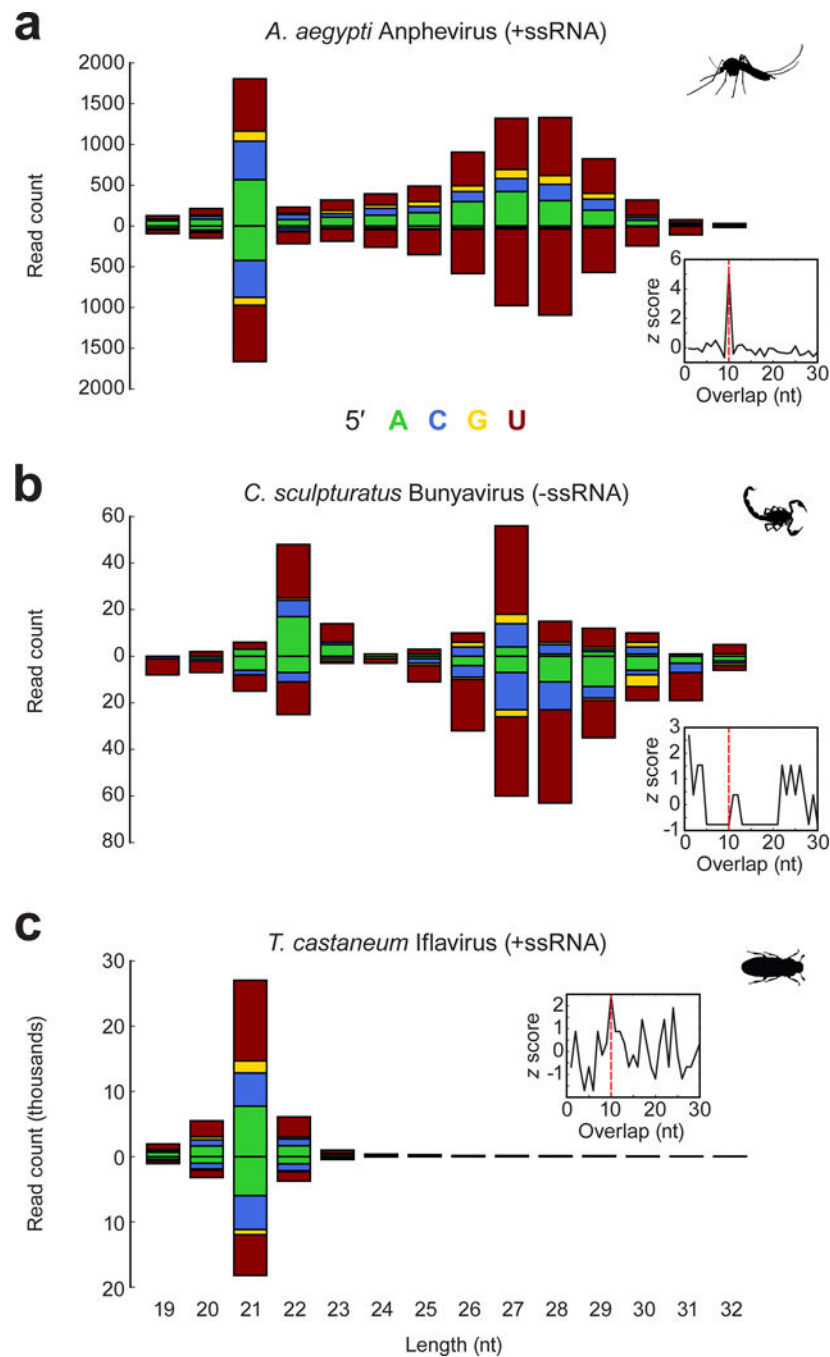 a
A. aegypti Anphevirus (+ssRNA)
2000
1500
1000
500
0
500
1000
1500
2000
Read count
6
4
2
0
z score
0 10 20 30
Overlap (nt)
5′ A C G U
b
C. sculpturatus Bunyavirus (-ssRNA)
60
40
20
0
20
40
60
80
Read count
3
2
1
0
-1
z score
0 10 20 30
Overlap (nt)
c
T. castaneum Iflavirus (+ssRNA)
30
20
10
0
10
20
Read count (thousands)
2
1
0
-1
z score
0 10 20 30
Overlap (nt)
19 20 21 22 23 24 25 26 27 28 29 30 31 32
Length (nt)